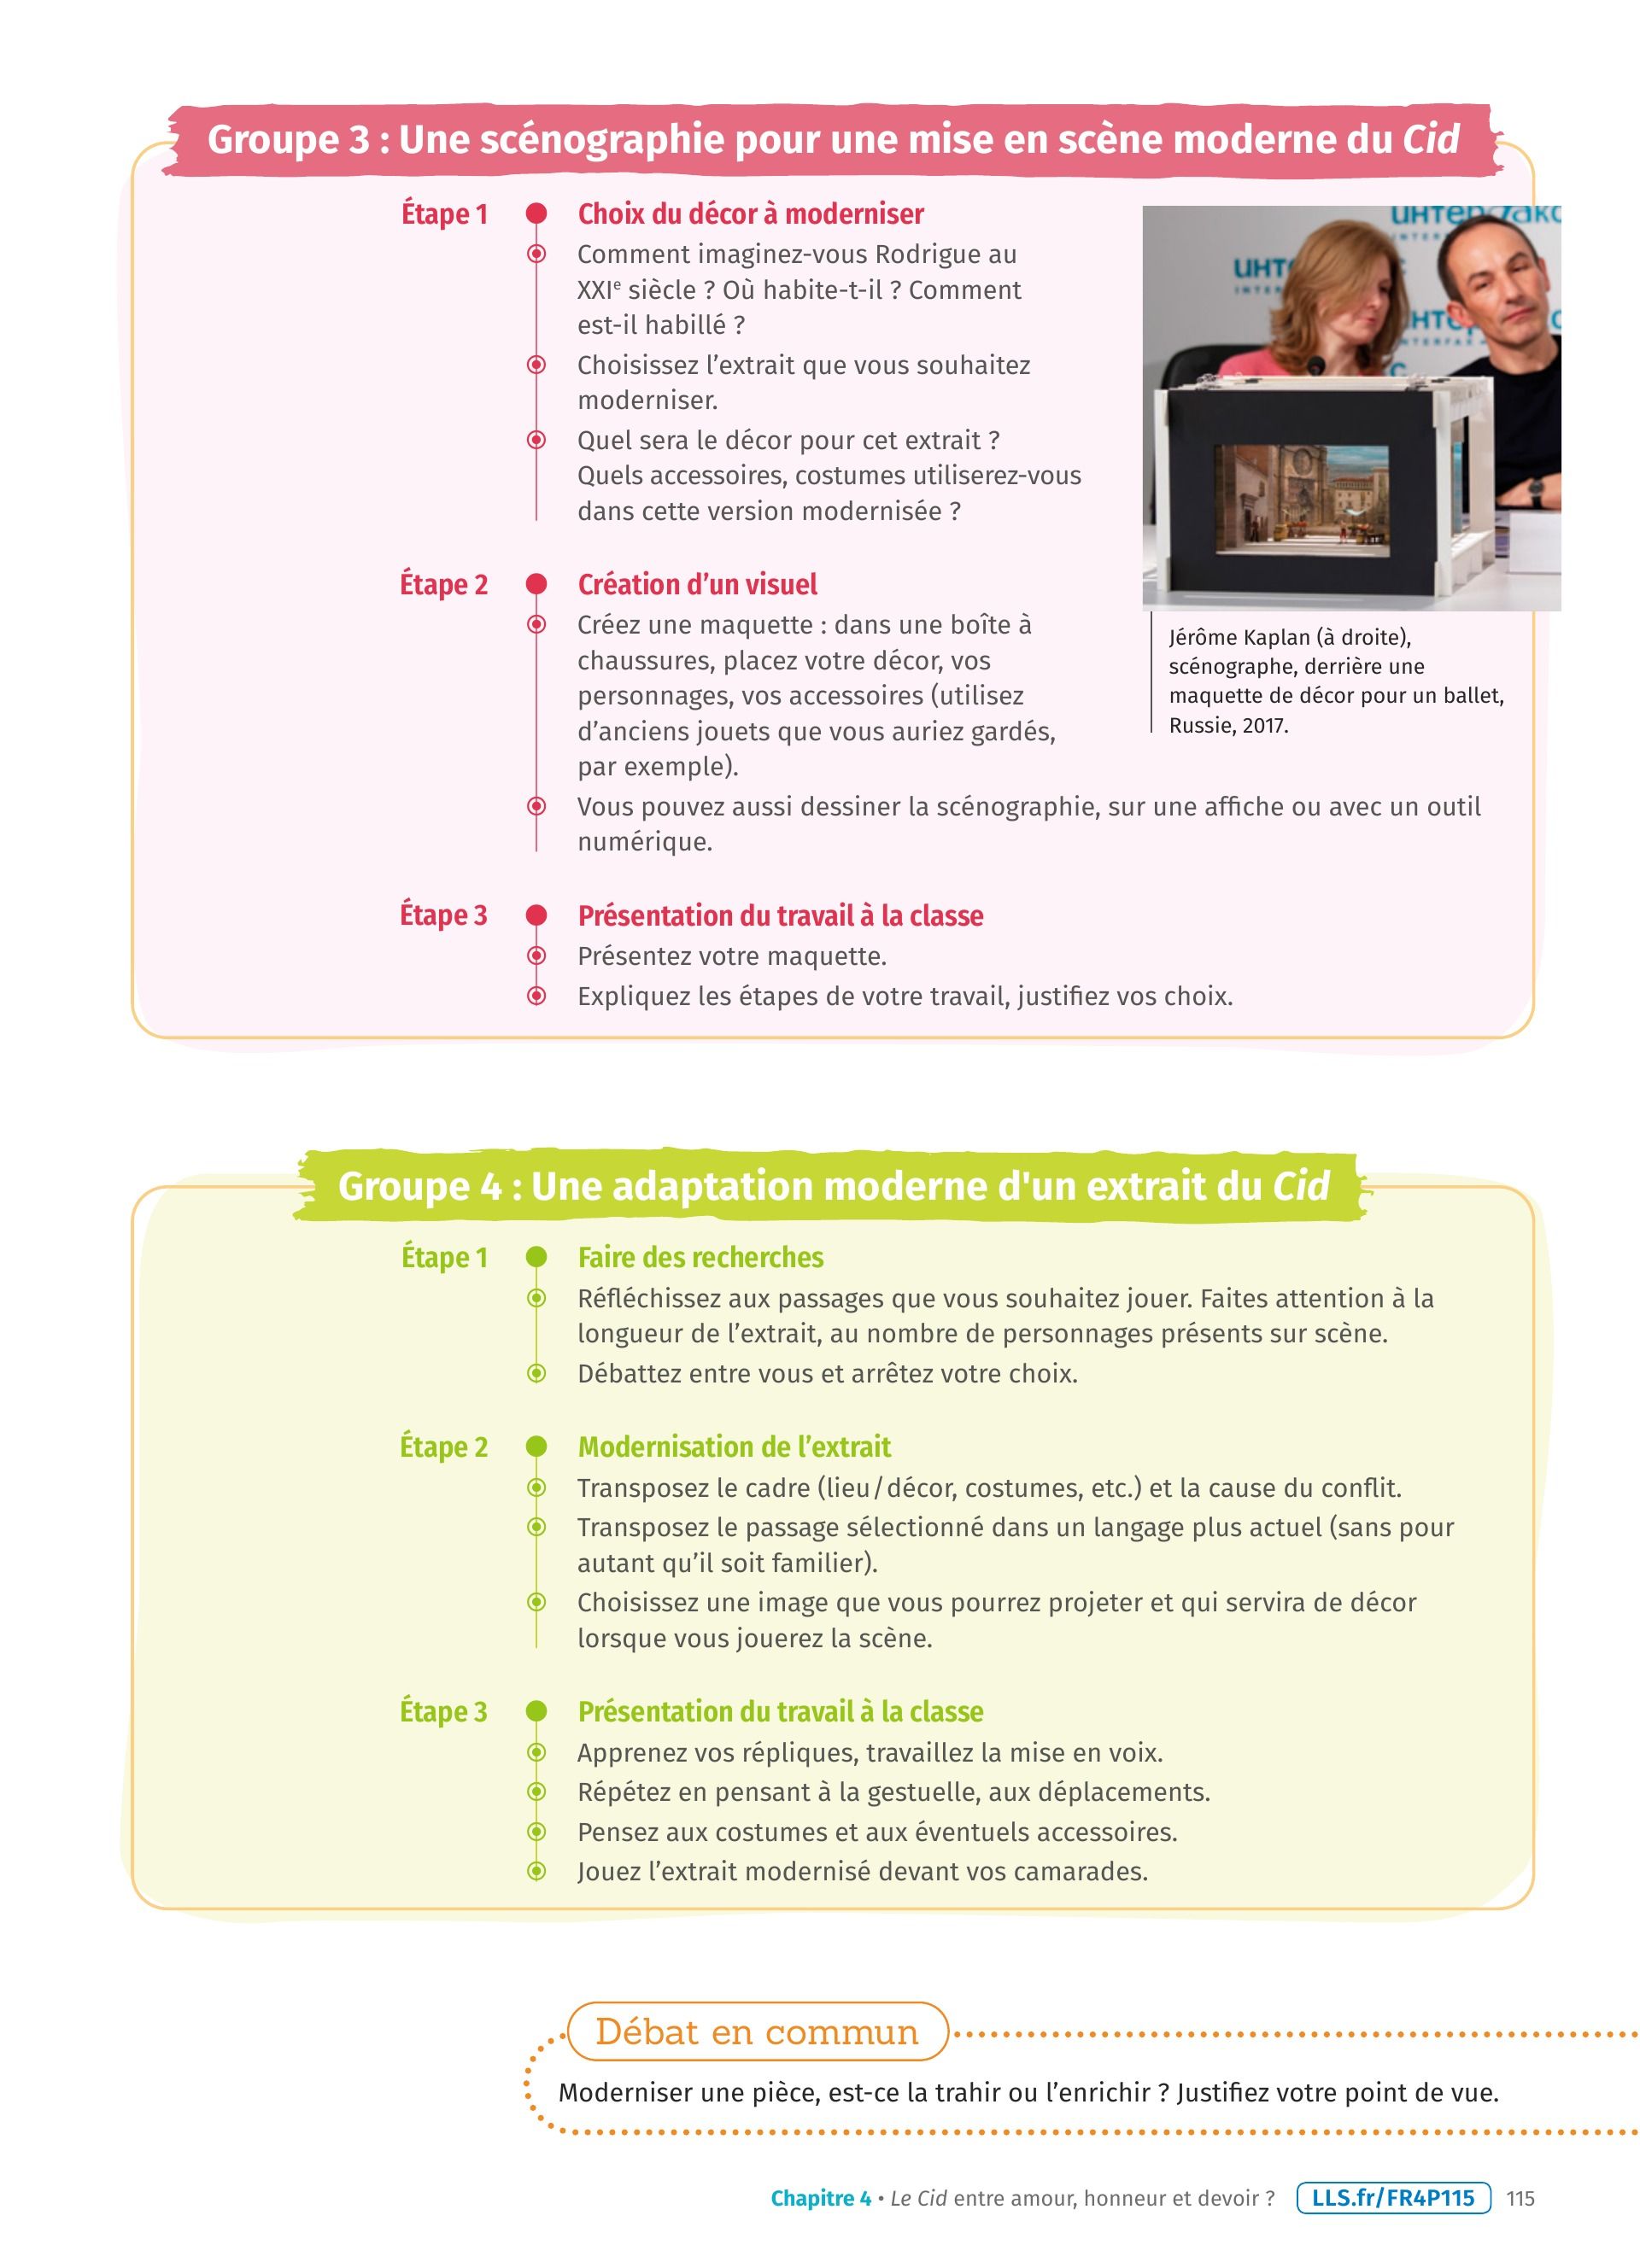 Groupe 3 : Une scénographie pour une mise en scène moderne du Cid
Étape 1
Choix du décor à moderniser
Comment imaginez-vous Rodrigue au
XXIe siècle ? Où habite-t-il ? Comment
est-il habillé ?
Choisissez l’extrait que vous souhaitez
moderniser.
Quel sera le décor pour cet extrait ?
Quels accessoires, costumes utiliserez-vous
dans cette version modernisée ?
Étape 2
Création d’un visuel
Créez une maquette : dans une boîte à
chaussures, placez votre décor, vos
personnages, vos accessoires (utilisez
d’anciens jouets que vous auriez gardés,
par exemple).
Vous pouvez aussi dessiner la scénographie, sur une affiche ou avec un outil
numérique.
Jérôme Kaplan (à droite),
scénographe, derrière une
maquette de décor pour un ballet,
Russie, 2017.
Étape 3
Présentation du travail à la classe
Présentez votre maquette.
Expliquez les étapes de votre travail, justifiez vos choix.
Groupe 4 : Une adaptation moderne d'un extrait du Cid
Étape 1
Faire des recherches
Réfléchissez aux passages que vous souhaitez jouer. Faites attention à la
longueur de l’extrait, au nombre de personnages présents sur scène.
Débattez entre vous et arrêtez votre choix.
Étape 2
Modernisation de l’extrait
Transposez le cadre (lieu / décor, costumes, etc.) et la cause du conflit.
Transposez le passage sélectionné dans un langage plus actuel (sans pour
autant qu’il soit familier).
Choisissez une image que vous pourrez projeter et qui servira de décor
lorsque vous jouerez la scène.
Étape 3
Présentation du travail à la classe
Apprenez vos répliques, travaillez la mise en voix.
Répétez en pensant à la gestuelle, aux déplacements.
Pensez aux costumes et aux éventuels accessoires.
Jouez l’extrait modernisé devant vos camarades.
Débat en commun
Moderniser une pièce, est-ce la trahir ou l’enrichir ? Justifiez votre point de vue.
Chapitre 4 • Le Cid entre amour, honneur et devoir ? LLS.fr/FR4P115 115